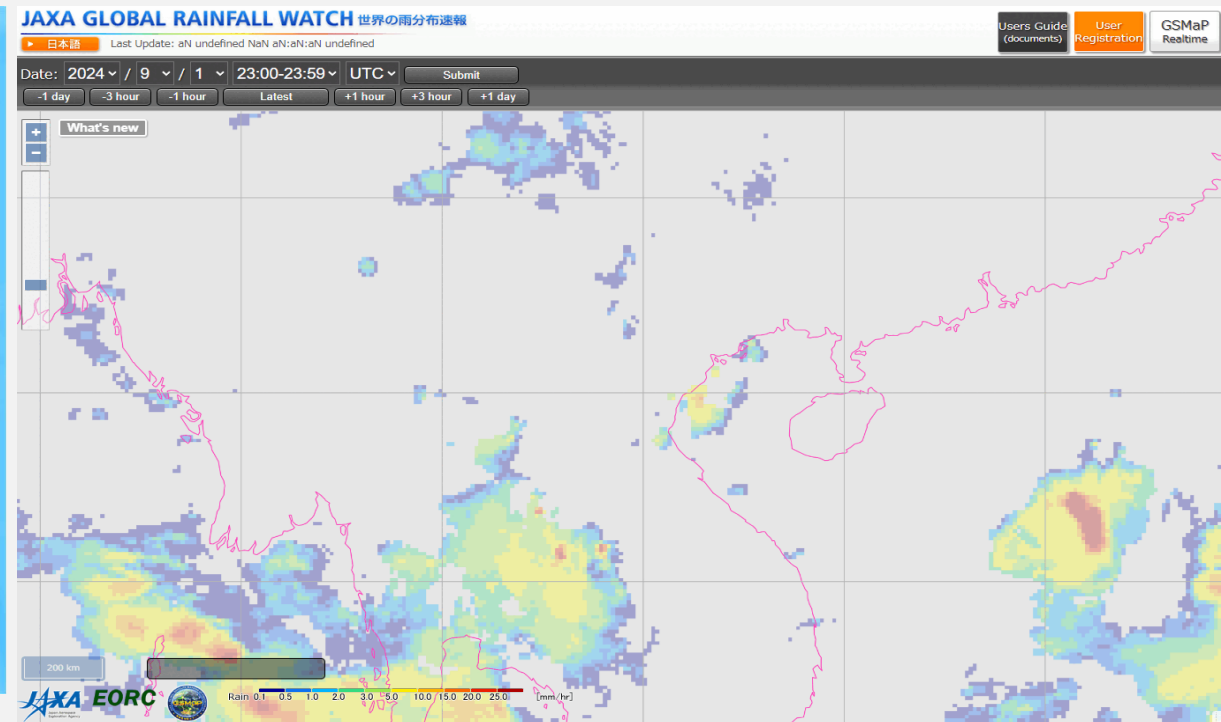 JAXA GLOBAL RAINFALL WATCH 世界の雨分布速報
日本語 Last Update: aN undefined NaN aN:aN:aN undefined
Users Guide (documents)
User Registration
GSMaP Realtime
Date: 2024 / 9 / 1 23:00-23:59 UTC Submit
-1 day -3 hour -1 hour Latest +1 hour +3 hour +1 day
+
What's new
−
200 km
JAXA EORC GSMaP
Rain 0.1 0.5 1.0 2.0 3.0 5.0 10.0 15.0 20.0 25.0 [mm/hr]